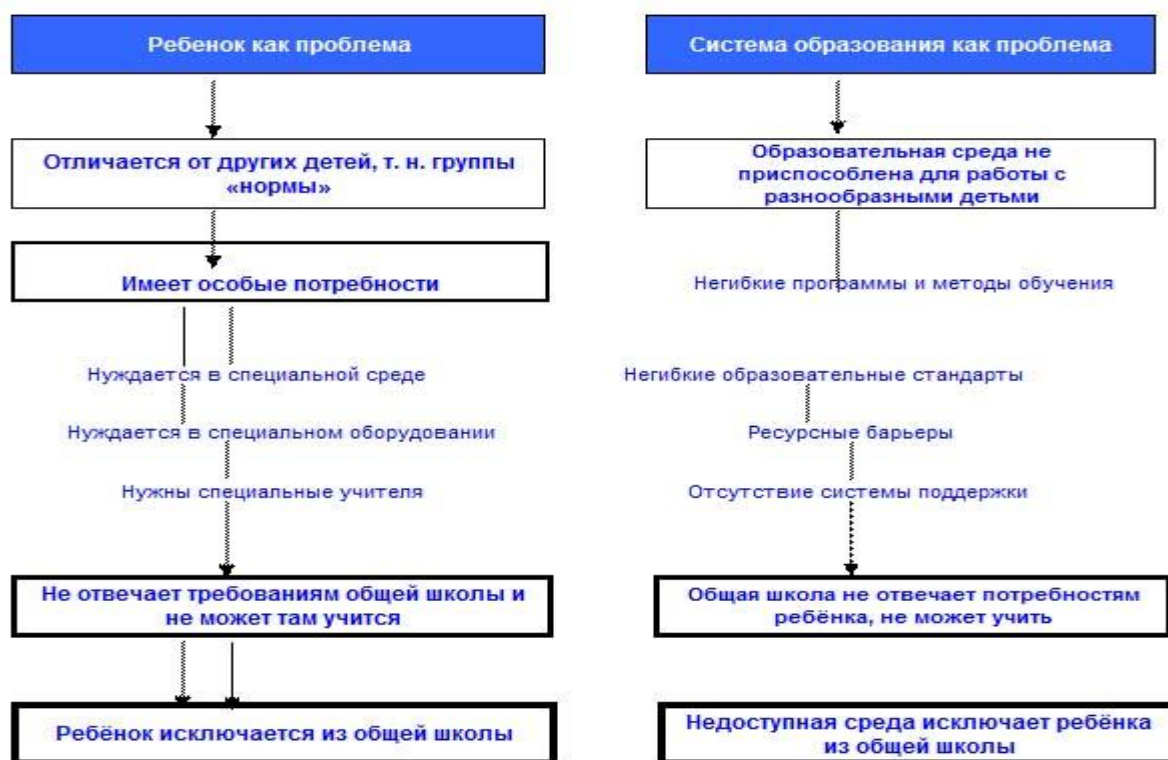 Ребенок как проблема
Отличается от других детей, т. н. группы
«нормы»
Имеет особые потребности
Нуждается в специальной среде
Нуждается в специальном оборудовании
Нужны специальные учителя
Не отвечает требованиям общей школы и
не может там учится
Ребёнок исключается из общей школы
Система образования как проблема
Образовательная среда не
приспособлена для работы с
разнообразными детьми
Негибкие программы и методы обучения
Негибкие образовательные стандарты
Ресурсные барьеры
Отсутствие системы поддержки
Общая школа не отвечает потребностям
ребёнка, не может учить
Недоступная среда исключает ребёнка
из общей школы